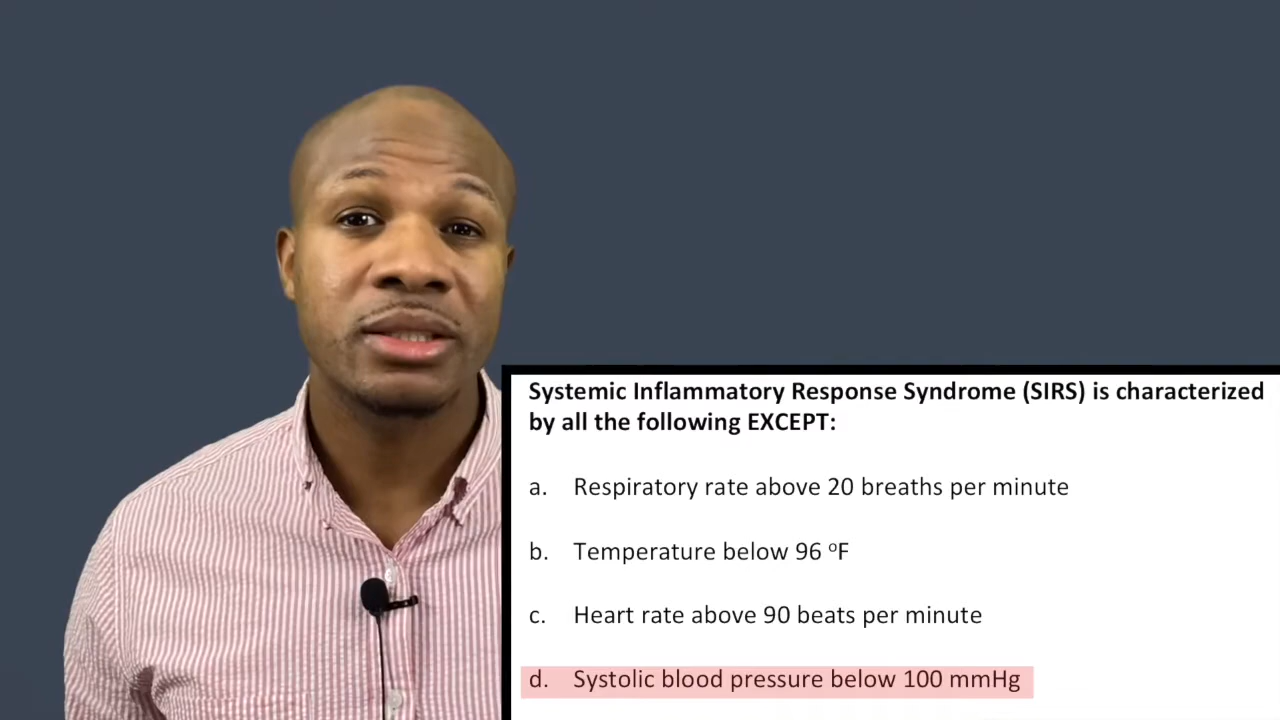 Systemic Inflammatory Response Syndrome (SIRS) is characterized
by all the following EXCEPT:
a. Respiratory rate above 20 breaths per minute
b. Temperature below 96 ºF
c. Heart rate above 90 beats per minute
d. Systolic blood pressure below 100 mmHg